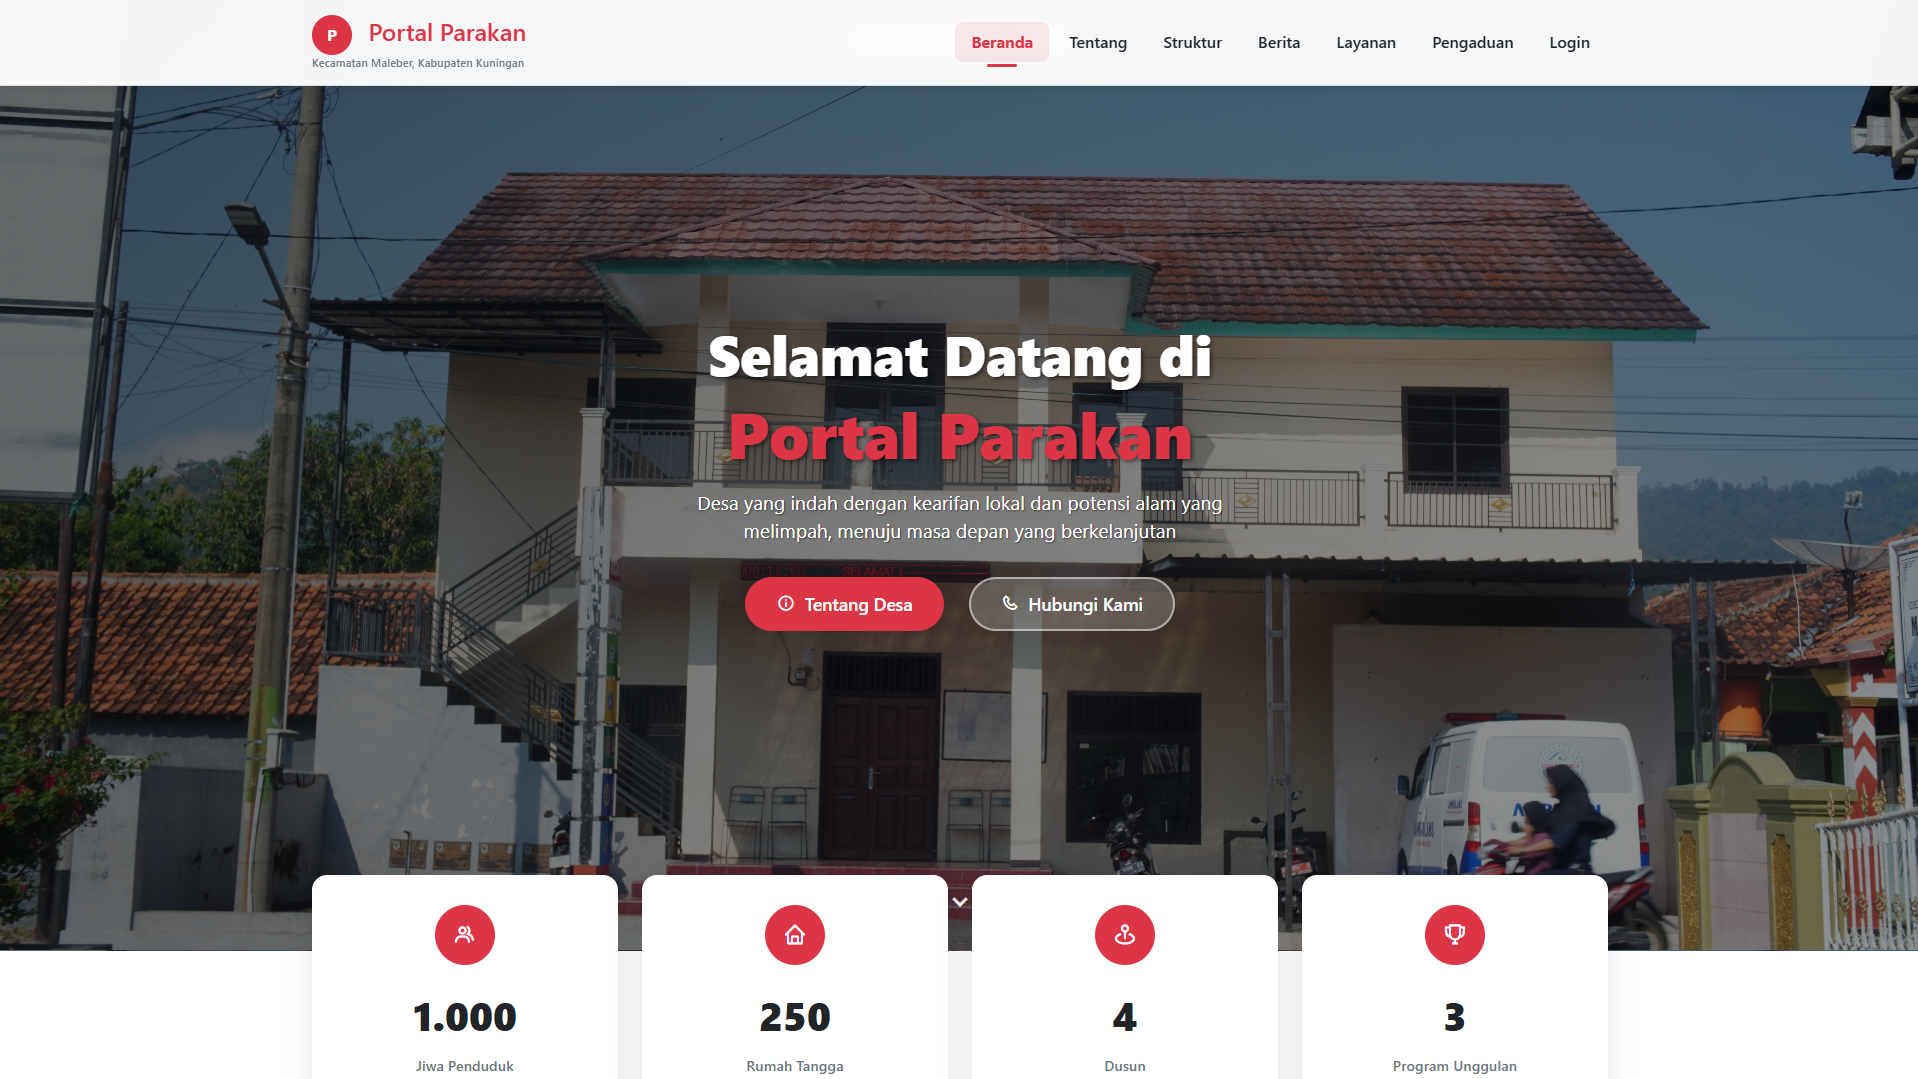 P
Portal Parakan
Kecamatan Maleber, Kabupaten Kuningan
Beranda
Tentang
Struktur
Berita
Layanan
Pengaduan
Login
Selamat Datang di
Portal Parakan
Desa yang indah dengan kearifan lokal dan potensi alam yang
melimpah, menuju masa depan yang berkelanjutan
SELAMAT
Tentang Desa
Hubungi Kami
1.000
Jiwa Penduduk
250
Rumah Tangga
4
Dusun
3
Program Unggulan